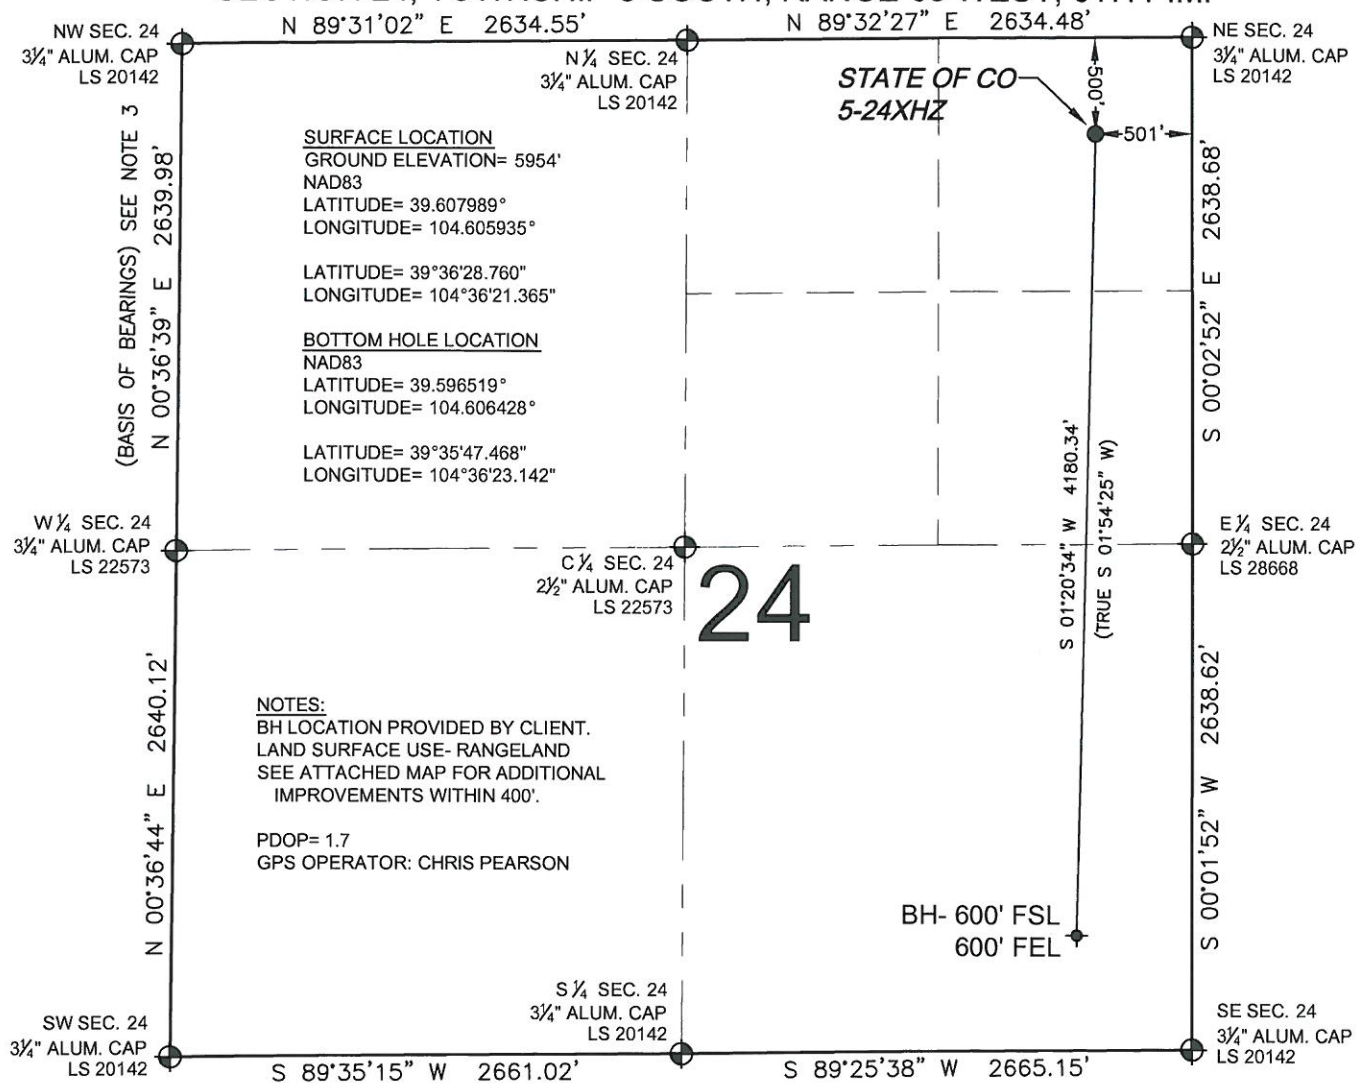 N 89°31'02" E 2634.55'
N 89°32'27" E 2634.48'
NW SEC. 24
3¼" ALUM. CAP
LS 20142
N ¼ SEC. 24
3¼" ALUM. CAP
LS 20142
NE SEC. 24
3¼" ALUM. CAP
LS 20142
STATE OF CO
5-24XHZ
500'
501'
(BASIS OF BEARINGS) SEE NOTE 3
N 00°36'39" E 2639.98'
SURFACE LOCATION
GROUND ELEVATION= 5954'
NAD83
LATITUDE= 39.607989°
LONGITUDE= 104.605935°
LATITUDE= 39°36'28.760"
LONGITUDE= 104°36'21.365"
BOTTOM HOLE LOCATION
NAD83
LATITUDE= 39.596519°
LONGITUDE= 104.606428°
LATITUDE= 39°35'47.468"
LONGITUDE= 104°36'23.142"
S 00°02'52" E 2638.68'
S 01°20'34" W 4180.34'
(TRUE S 01°54'25" W)
W ¼ SEC. 24
3¼" ALUM. CAP
LS 22573
C ¼ SEC. 24
2½" ALUM. CAP
LS 22573
24
E ¼ SEC. 24
2½" ALUM. CAP
LS 28668
N 00°36'44" E 2640.12'
NOTES:
BH LOCATION PROVIDED BY CLIENT.
LAND SURFACE USE- RANGELAND
SEE ATTACHED MAP FOR ADDITIONAL
IMPROVEMENTS WITHIN 400'.
PDOP= 1.7
GPS OPERATOR: CHRIS PEARSON
S 00°01'52" W 2638.62'
BH- 600' FSL
600' FEL
SW SEC. 24
3¼" ALUM. CAP
LS 20142
S ¼ SEC. 24
3¼" ALUM. CAP
LS 20142
SE SEC. 24
3¼" ALUM. CAP
LS 20142
S 89°35'15" W 2661.02'
S 89°25'38" W 2665.15'